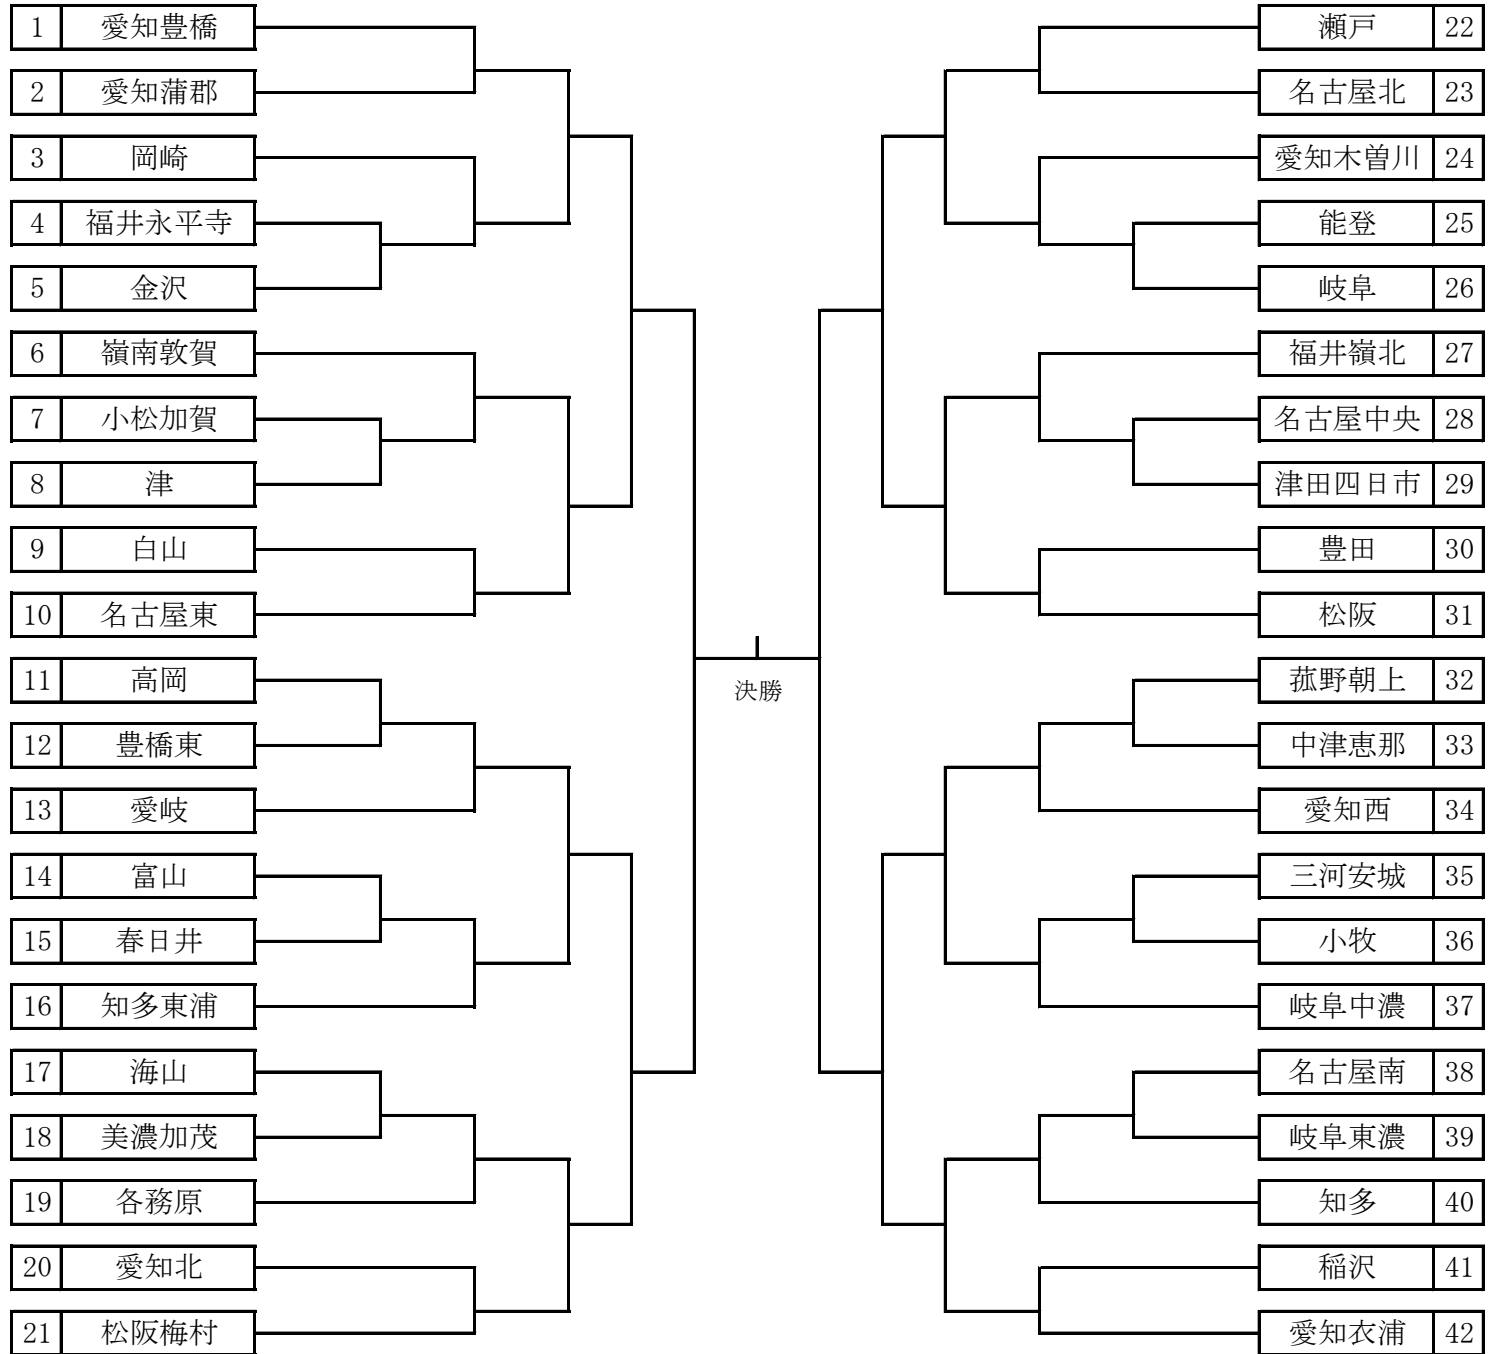 1 愛知豊橋
2 愛知蒲郡
3 岡崎
4 福井永平寺
5 金沢
6 嶺南敦賀
7 小松加賀
8 津
9 白山
10 名古屋東
11 高岡
12 豊橋東
13 愛岐
14 富山
15 春日井
16 知多東浦
17 海山
18 美濃加茂
19 各務原
20 愛知北
21 松阪梅村
決勝
瀬戸 22
名古屋北 23
愛知木曽川 24
能登 25
岐阜 26
福井嶺北 27
名古屋中央 28
津田四日市 29
豊田 30
松阪 31
菰野朝上 32
中津恵那 33
愛知西 34
三河安城 35
小牧 36
岐阜中濃 37
名古屋南 38
岐阜東濃 39
知多 40
稲沢 41
愛知衣浦 42